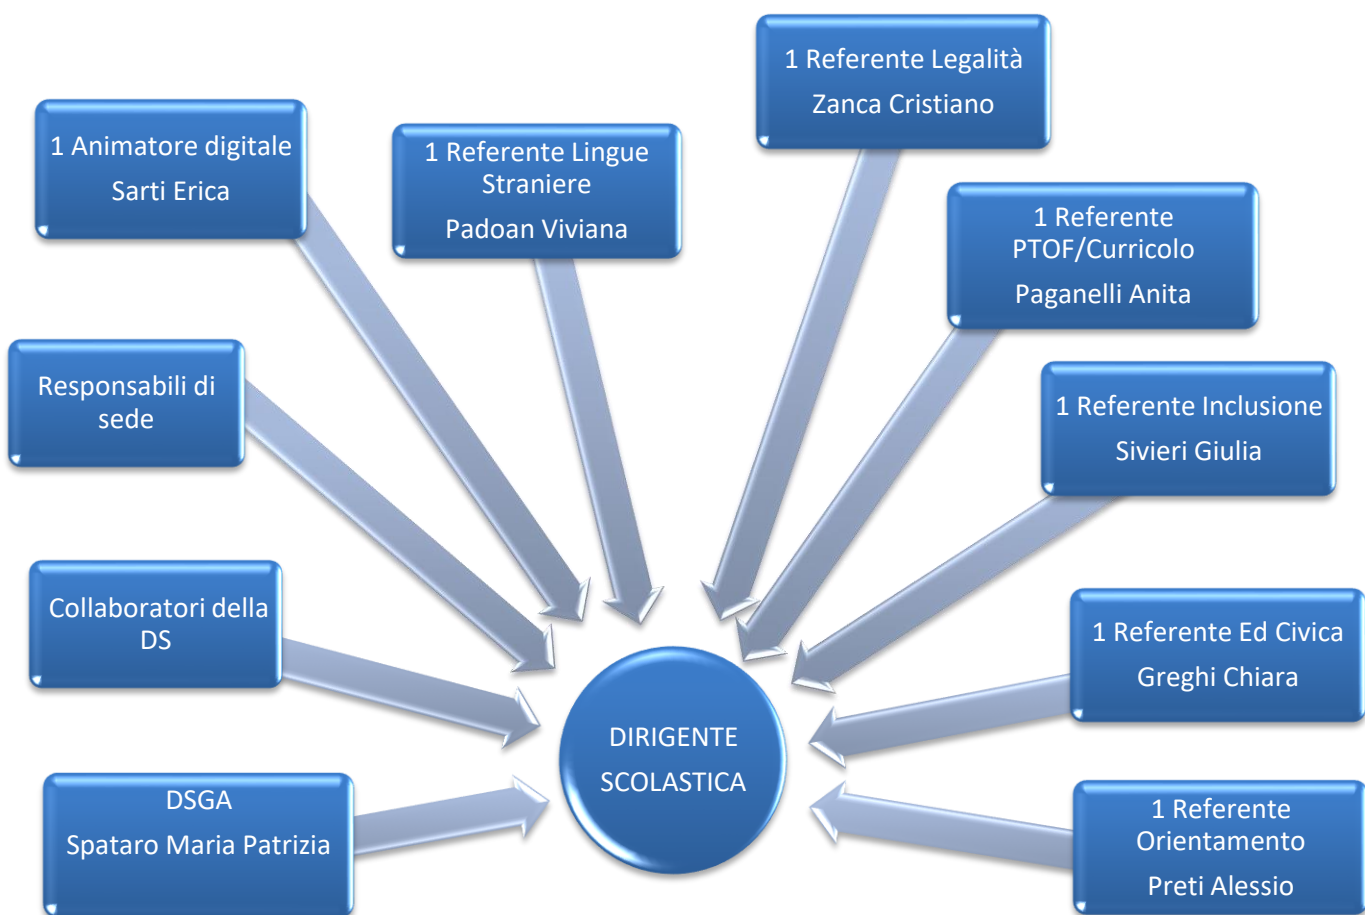 1 Referente Legalità
Zanca Cristiano
1 Animatore digitale
Sarti Erica
1 Referente Lingue
Straniere
Padoan Viviana
1 Referente
PTOF/Curricolo
Paganelli Anita
Responsabili di
sede
1 Referente Inclusione
Sivieri Giulia
Collaboratori della
DS
1 Referente Ed Civica
Greghi Chiara
DIRIGENTE
SCOLASTICA
DSGA
Spataro Maria Patrizia
1 Referente
Orientamento
Preti Alessio